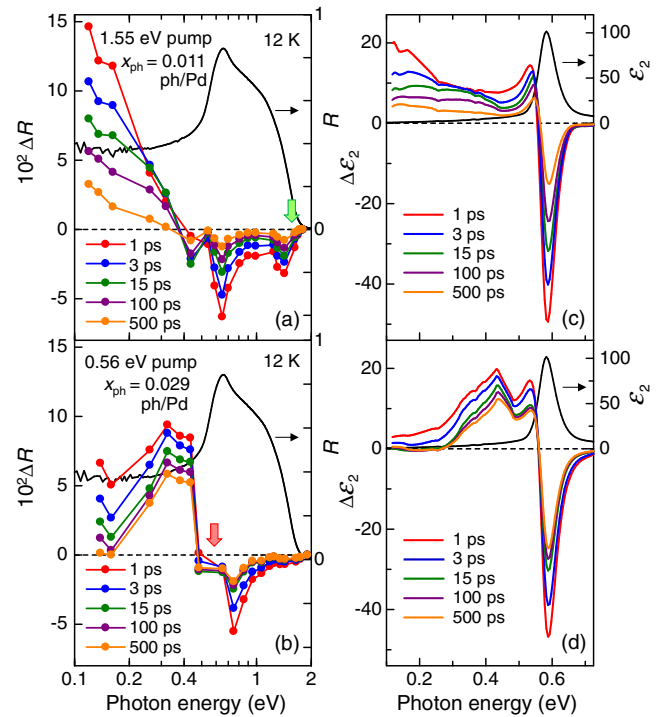 15
1.55 eV pump
12 K
x_ph = 0.011
ph/Pd
10
5
0
-5
10² ΔR
1
R
0
1 ps
3 ps
15 ps
100 ps
500 ps
(a)
20
10
0
-20
-40
Δε₂
100
50
0
ε₂
1 ps
3 ps
15 ps
100 ps
500 ps
(c)
15
0.56 eV pump
12 K
x_ph = 0.029
ph/Pd
10
5
0
-5
10²ΔR
1
R
0
1 ps
3 ps
15 ps
100 ps
500 ps
(b)
0.1
0.4
0.7
1
2
Photon energy (eV)
20
0
-20
-40
Δε₂
100
50
0
ε₂
1 ps
3 ps
15 ps
100 ps
500 ps
(d)
0.2
0.4
0.6
Photon energy (eV)